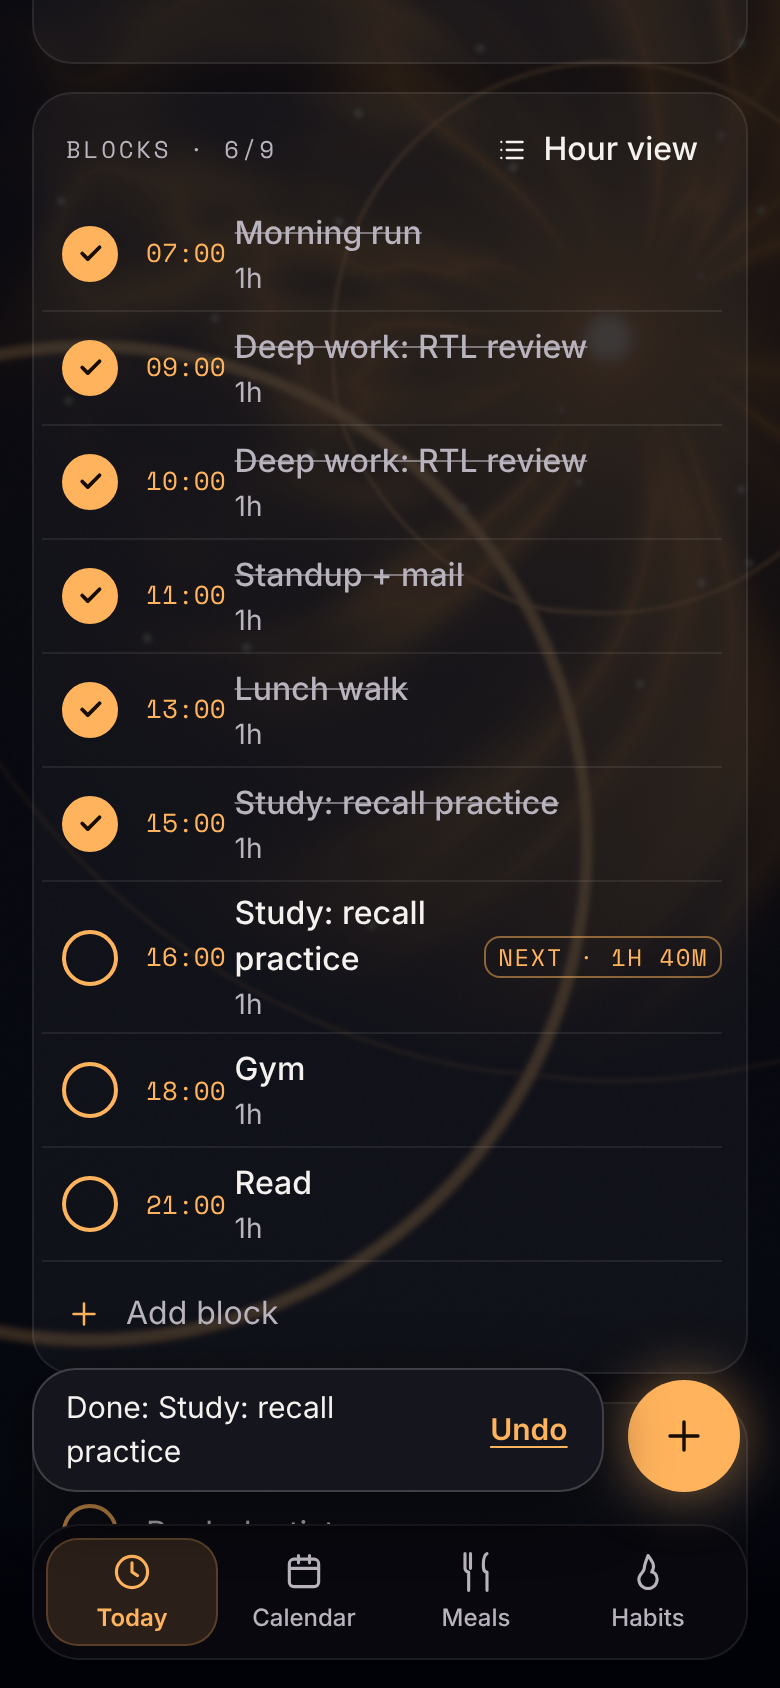 BLOCKS · 6/9
Hour view
07:00
Morning run
1h
09:00
Deep work: RTL review
1h
10:00
Deep work: RTL review
1h
11:00
Standup + mail
1h
13:00
Lunch walk
1h
15:00
Study: recall practice
1h
16:00
Study: recall
practice
1h
NEXT · 1H 40M
18:00
Gym
1h
21:00
Read
1h
Add block
Done: Study: recall
practice
Undo
Today
Calendar
Meals
Habits